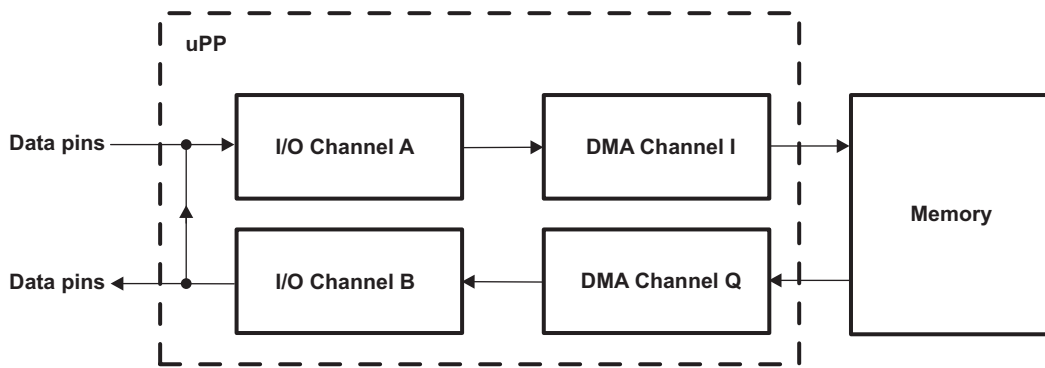 uPP
Data pins
I/O Channel A
DMA Channel I
Memory
Data pins
I/O Channel B
DMA Channel Q